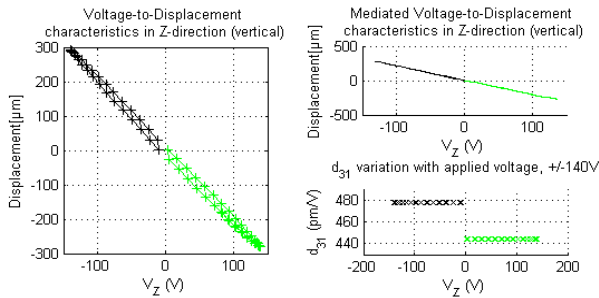 Voltage-to-Displacement
characteristics in Z-direction (vertical)
300
200
100
0
-100
-200
-300
Displacement[µm]
-100
0
100
V_Z (V)
Mediated Voltage-to-Displacement
characteristics in Z-direction (vertical)
500
0
-500
Displacement[µm]
-100
0
100
V_Z (V)
d_31 variation with applied voltage, +/-140V
480
460
440
d_31 (pm/V)
-200
-100
0
100
200
V_Z (V)